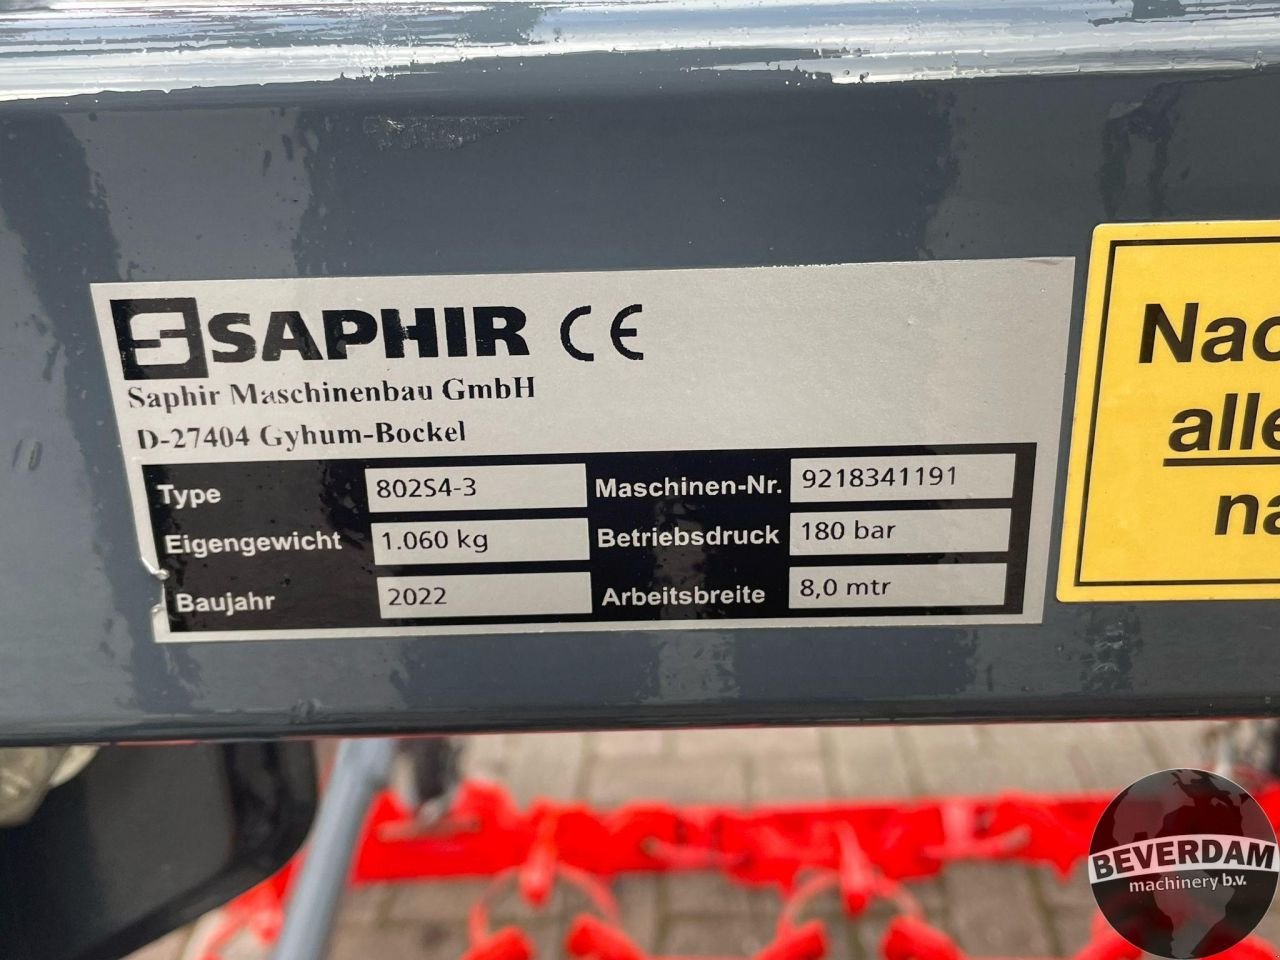 SAPHIR CE
Saphir Maschinenbau GmbH
D-27404 Gyhum-Bockel
Type 802S4-3 Maschinen-Nr. 9218341191
Eigengewicht 1.060 kg Betriebsdruck 180 bar
Baujahr 2022 Arbeitsbreite 8,0 mtr
Nac
alle
na
BEVERDAM
machinery b.v.